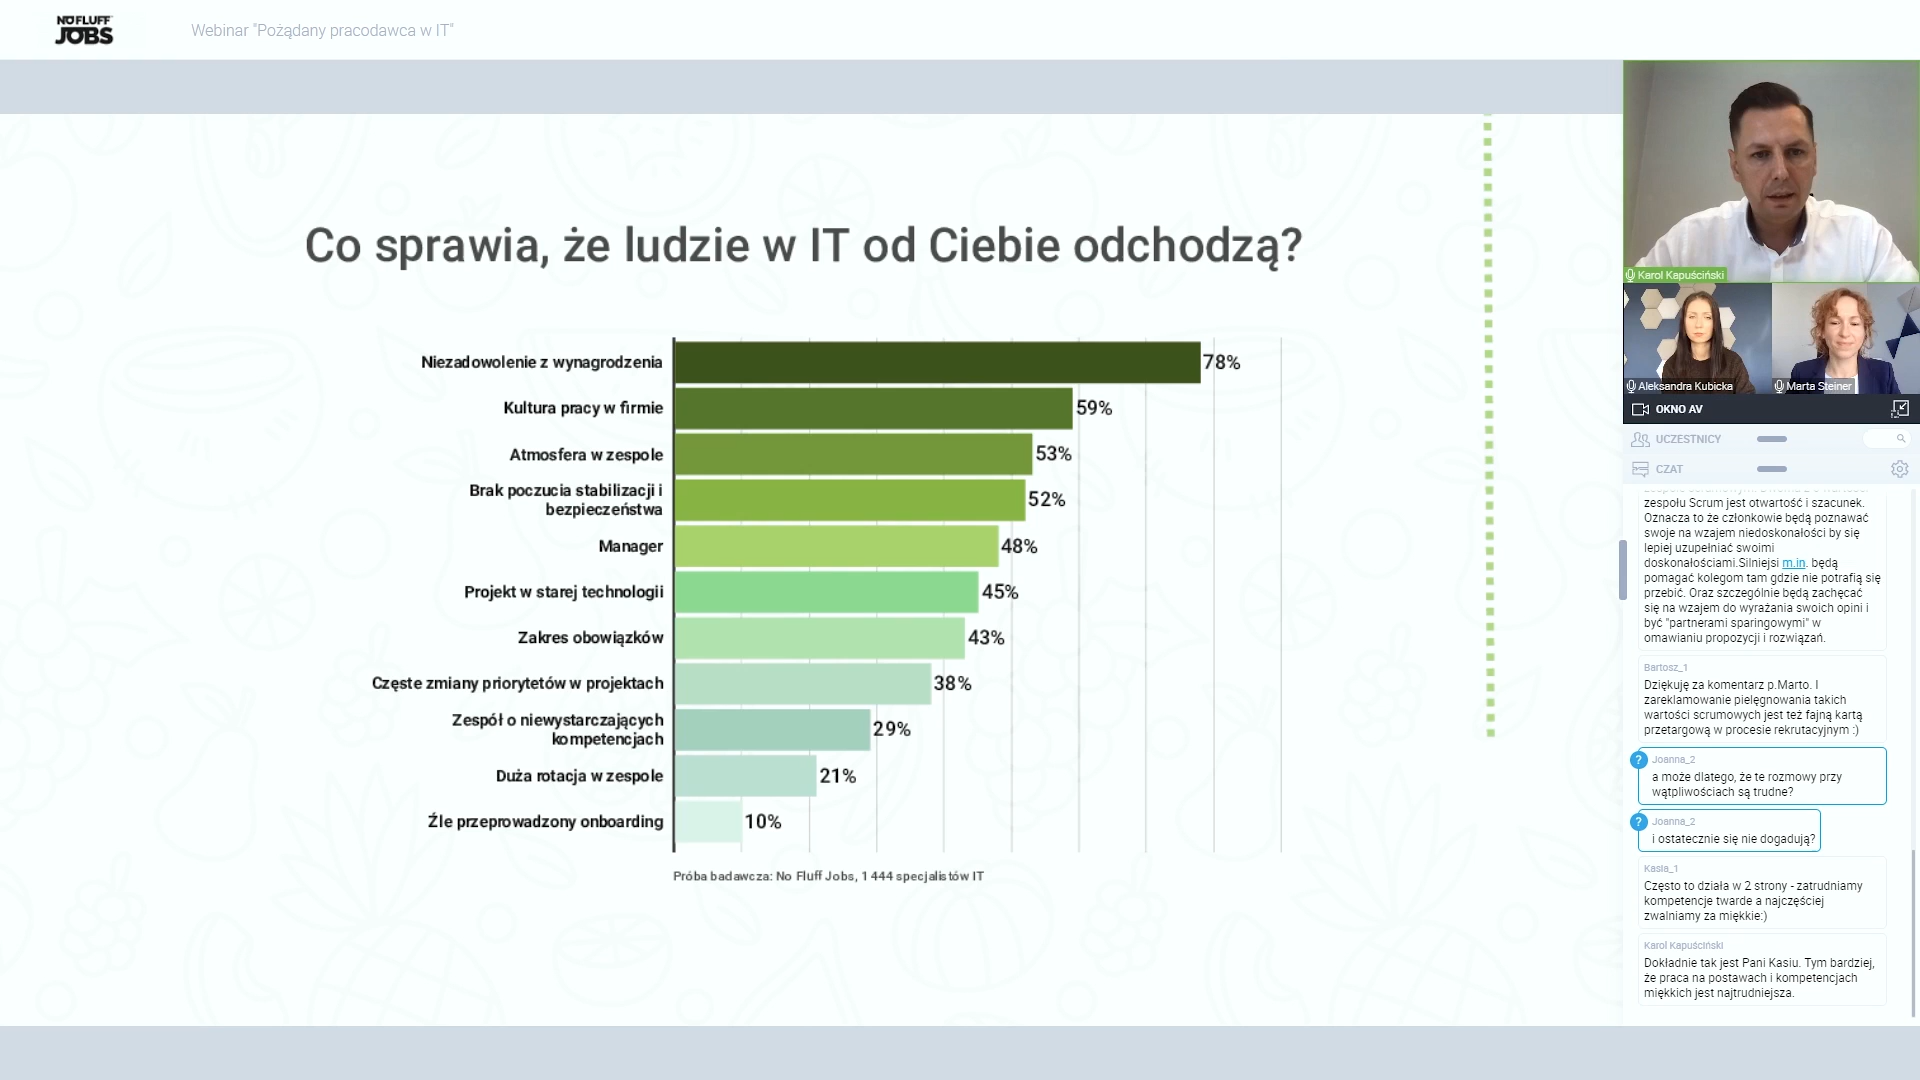 NO FLUFF
JOBS
Webinar "Pożądany pracodawca w IT"
Co sprawia, że ludzie w IT od Ciebie odchodzą?
Niezadowolenie z wynagrodzenia 78%
Kultura pracy w firmie 59%
Atmosfera w zespole 53%
Brak poczucia stabilizacji i
bezpieczeństwa 52%
Manager 48%
Projekt w starej technologii 45%
Zakres obowiązków 43%
Częste zmiany priorytetów w projektach 38%
Zespół o niewystarczających
kompetencjach 29%
Duża rotacja w zespole 21%
Źle przeprowadzony onboarding 10%
Próba badawcza: No Fluff Jobs, 1 444 specjalistów IT
Karol Kapuściński
Aleksandra Kubicka
Marta Steiner
OKNO AV
UCZESTNICY
CZAT
zespołu Scrum jest otwartość i szacunek.
Oznacza to że członkowie będą poznawać
swoje na wzajem niedoskonałości by się
lepiej uzupełniać swoimi
doskonałościami.Silniejsi m.in. będą
pomagać kolegom tam gdzie nie potrafią się
przebić. Oraz szczególnie będą zachęcać
się na wzajem do wyrażania swoich opini i
być "partnerami sparingowymi" w
omawianiu propozycji i rozwiązań.
Bartosz_1
Dziękuję za komentarz p.Marto. I
zareklamowanie pielęgnowania takich
wartości scrumowych jest też fajną kartą
przetargową w procesie rekrutacyjnym :)
?
Joanna_2
a może dlatego, że te rozmowy przy
wątpliwościach są trudne?
?
Joanna_2
i ostatecznie się nie dogadują?
Kasia_1
Często to działa w 2 strony - zatrudniamy
kompetencje twarde a najczęściej
zwalniamy za miękkie:)
Karol Kapuściński
Dokładnie tak jest Pani Kasiu. Tym bardziej,
że praca na postawach i kompetencjach
miękkich jest najtrudniejsza.